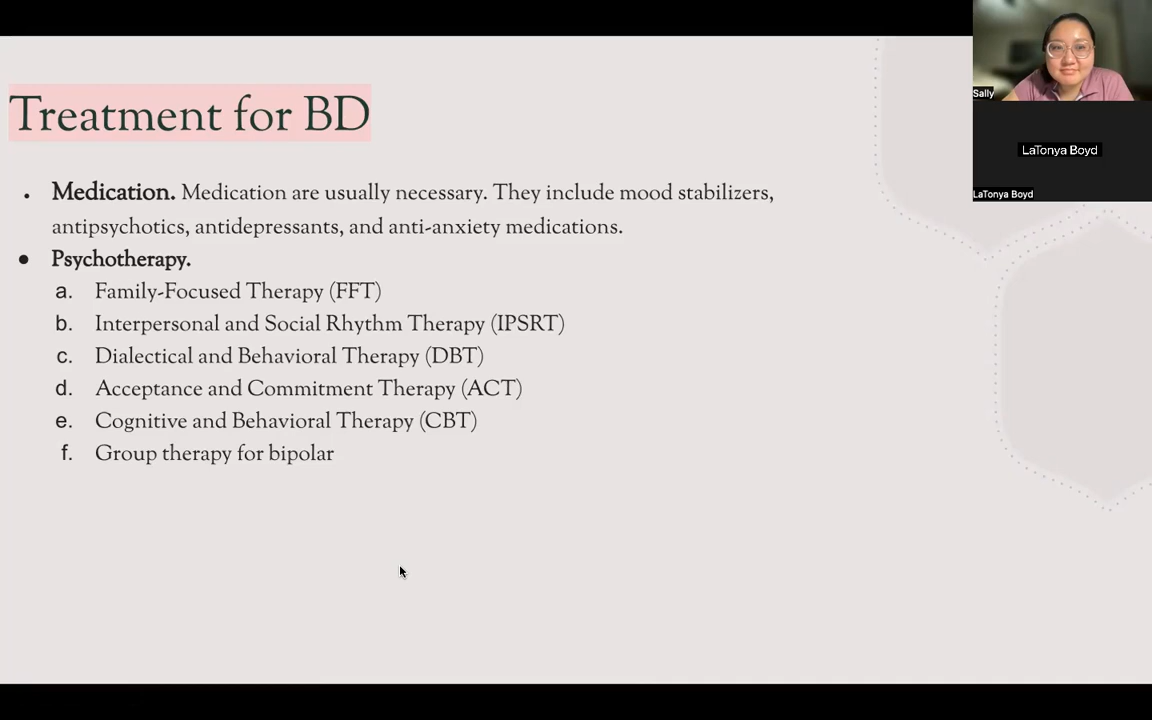 Treatment for BD
• Medication. Medication are usually necessary. They include mood stabilizers,
antipsychotics, antidepressants, and anti-anxiety medications.
● Psychotherapy.
a. Family-Focused Therapy (FFT)
b. Interpersonal and Social Rhythm Therapy (IPSRT)
c. Dialectical and Behavioral Therapy (DBT)
d. Acceptance and Commitment Therapy (ACT)
e. Cognitive and Behavioral Therapy (CBT)
f. Group therapy for bipolar
Sally
LaTonya Boyd
LaTonya Boyd